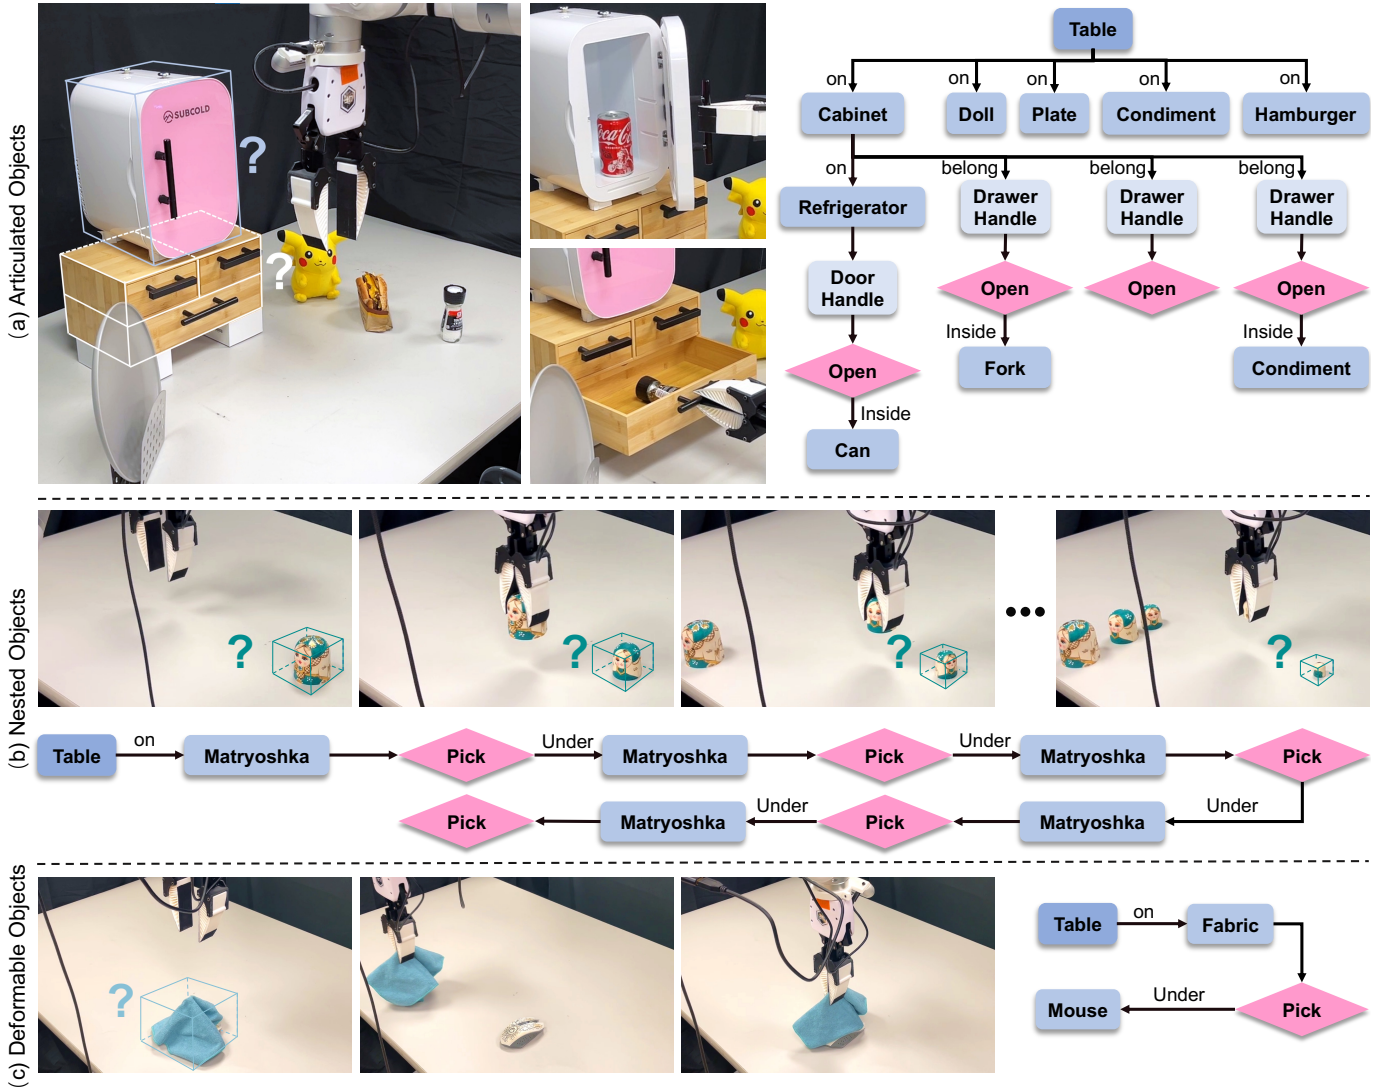 (a) Articulated Objects
SUBCOLD
?
?
Coca-Cola
Table
on
on
on
on
on
Cabinet
Doll
Plate
Condiment
Hamburger
on
belong
belong
belong
Refrigerator
Drawer
Handle
Drawer
Handle
Drawer
Handle
Door
Handle
Open
Open
Open
Inside
Inside
Fork
Condiment
Open
Inside
Can
(b) Nested Objects
?
?
?
?
Table
on
Matryoshka
Pick
Under
Matryoshka
Pick
Under
Matryoshka
Pick
Under
Matryoshka
Pick
Under
Matryoshka
Pick
(c) Deformable Objects
?
Table
on
Fabric
Pick
Under
Mouse